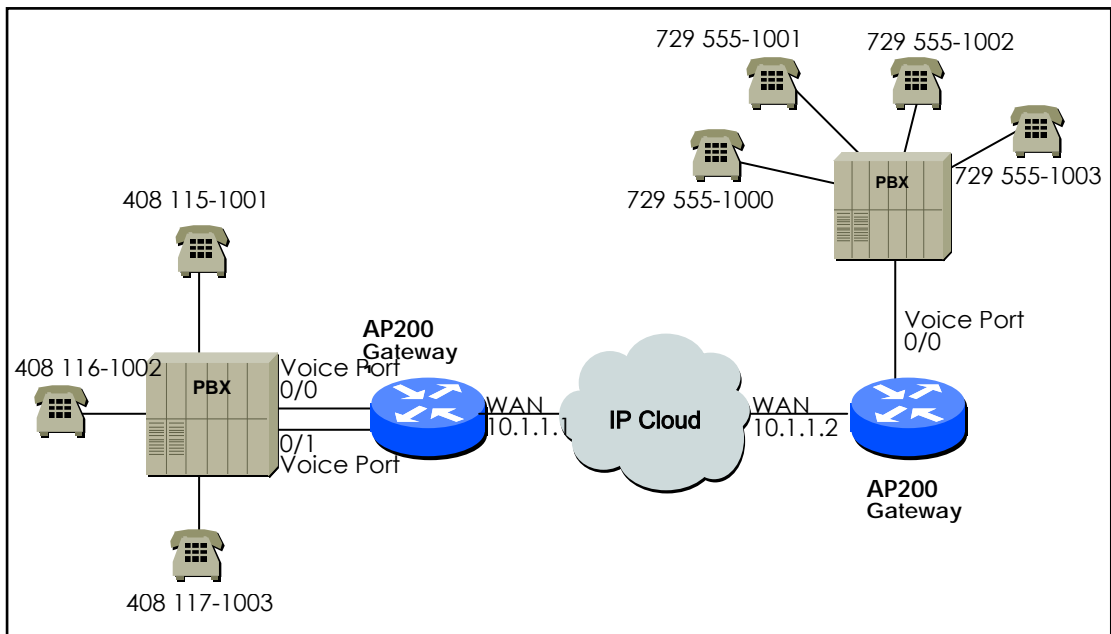 729 555-1001
729 555-1002
729 555-1000
PBX
729 555-1003
408 115-1001
408 116-1002
PBX
Voice Port
0/0
0/1
Voice Port
408 117-1003
AP200
Gateway
WAN
10.1.1.1
IP Cloud
WAN
10.1.1.2
Voice Port
0/0
AP200
Gateway